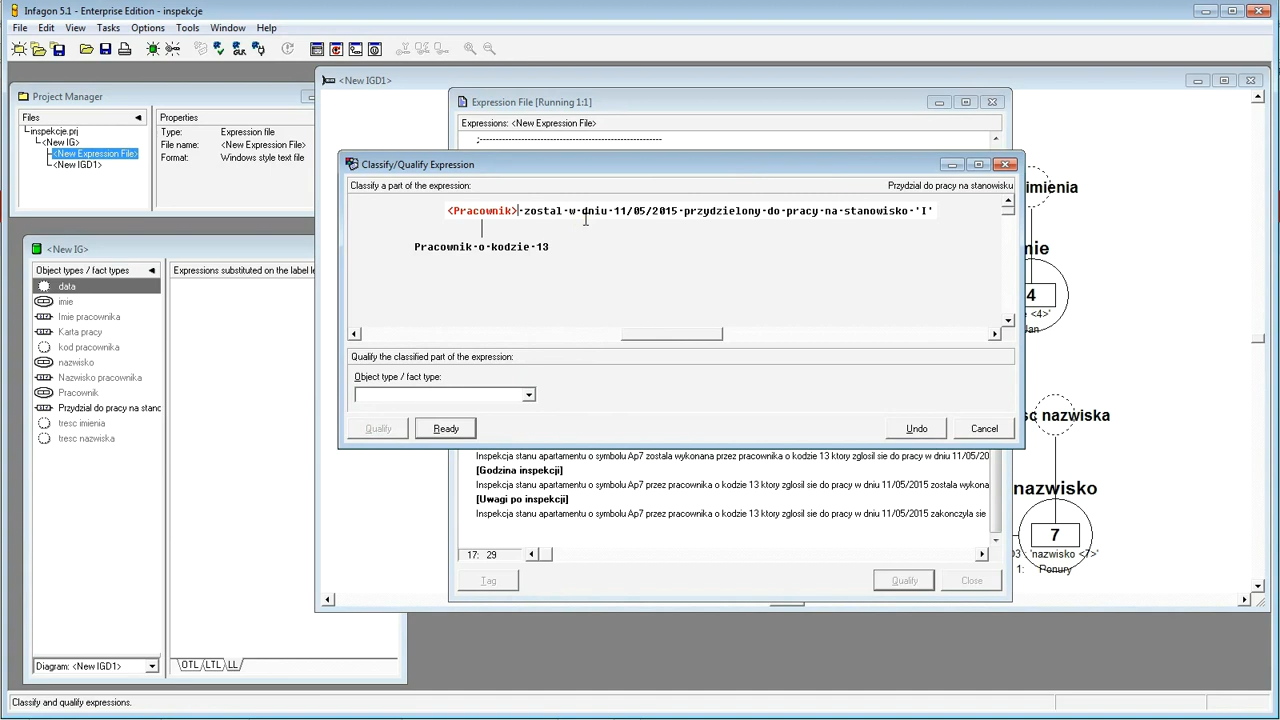 Infagon 5.1 - Enterprise Edition - inspekcje
File Edit View Tasks Options Tools Window Help
<New IGD1>
Project Manager
Files
Properties
inspekcje.prj
<New IG>
<New Expression File>
<New IGD1>
Type: Expression file
File name: <New Expression File>
Format: Windows style text file
Expression File [Running 1:1]
Expressions: <New Expression File>
;---------------------------------------------------------
Classify/Qualify Expression
Classify a part of the expression:
Przydzial do pracy na stanowisku
<Pracownik>·zostal·w·dniu·11/05/2015·przydzielony·do·pracy·na·stanowisko·'I'
Pracownik·o·kodzie·13
Qualify the classified part of the expression:
Object type / fact type:
Qualify
Ready
Undo
Cancel
<New IG>
Object types / fact types
Expressions substituted on the label le
data
imie
Imie pracownika
Karta pracy
kod pracownika
nazwisko
Nazwisko pracownika
Pracownik
Przydzial do pracy na stanc
tresc imienia
tresc nazwiska
Diagram: <New IGD1>
OTL LTL LL
imienia
mie
4
e <4>'
Jan
sc nazwiska
nazwisko
7
O3 : 'nazwisko <7>'
1: Ponury
Inspekcja stanu apartamentu o symbolu Ap7 zostala wykonana przez pracownika o kodzie 13 ktory zglosil sie do pracy w dniu 11/05/20
[Godzina inspekcji]
Inspekcja stanu apartamentu o symbolu Ap7 przez pracownika o kodzie 13 ktory zglosil sie do pracy w dniu 11/05/2015 zostala wykona
[Uwagi po inspekcji]
Inspekcja stanu apartamentu o symbolu Ap7 przez pracownika o kodzie 13 ktory zglosil sie do pracy w dniu 11/05/2015 zakonczyla sie
17: 29
Tag
Qualify
Close
Classify and qualify expressions.